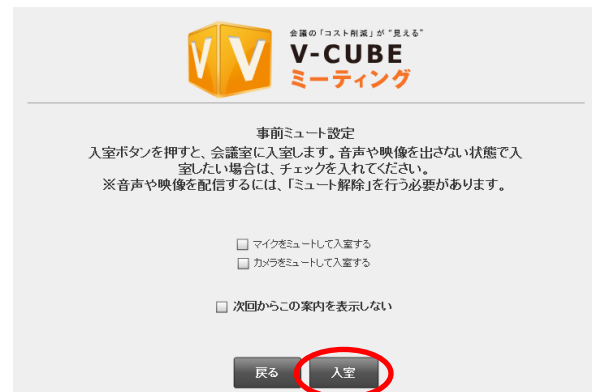 会議の「コスト削減」が“見える”
V V
V-CUBE
ミーティング
事前ミュート設定
入室ボタンを押すと、会議室に入室します。音声や映像を出さない状態で入
室したい場合は、チェックを入れてください。
※音声や映像を配信するには、「ミュート解除」を行う必要があります。
マイクをミュートして入室する
カメラをミュートして入室する
次回からこの案内を表示しない
戻る 入室